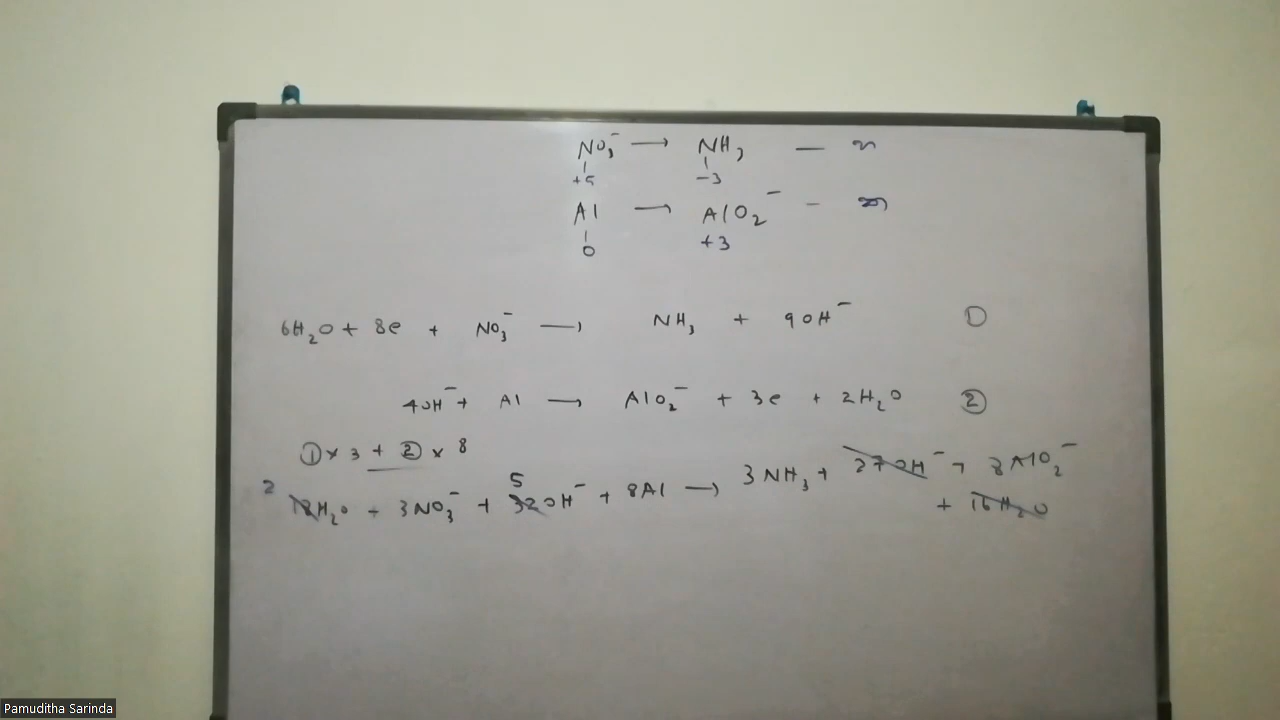 NO₃⁻ → NH₃ —
+5 -3
Al → AlO₂⁻ -
0 +3
6H₂O + 8e + NO₃⁻ → NH₃ + 9OH⁻ ①
4OH⁻ + Al → AlO₂⁻ + 3e + 2H₂O ②
① × 3 + ② × 8
2 18H₂O + 3NO₃⁻ + 5 32OH⁻ + 8Al → 3NH₃ + 27OH⁻ + 8AlO₂⁻
+ 16H₂O
Pamuditha Sarinda